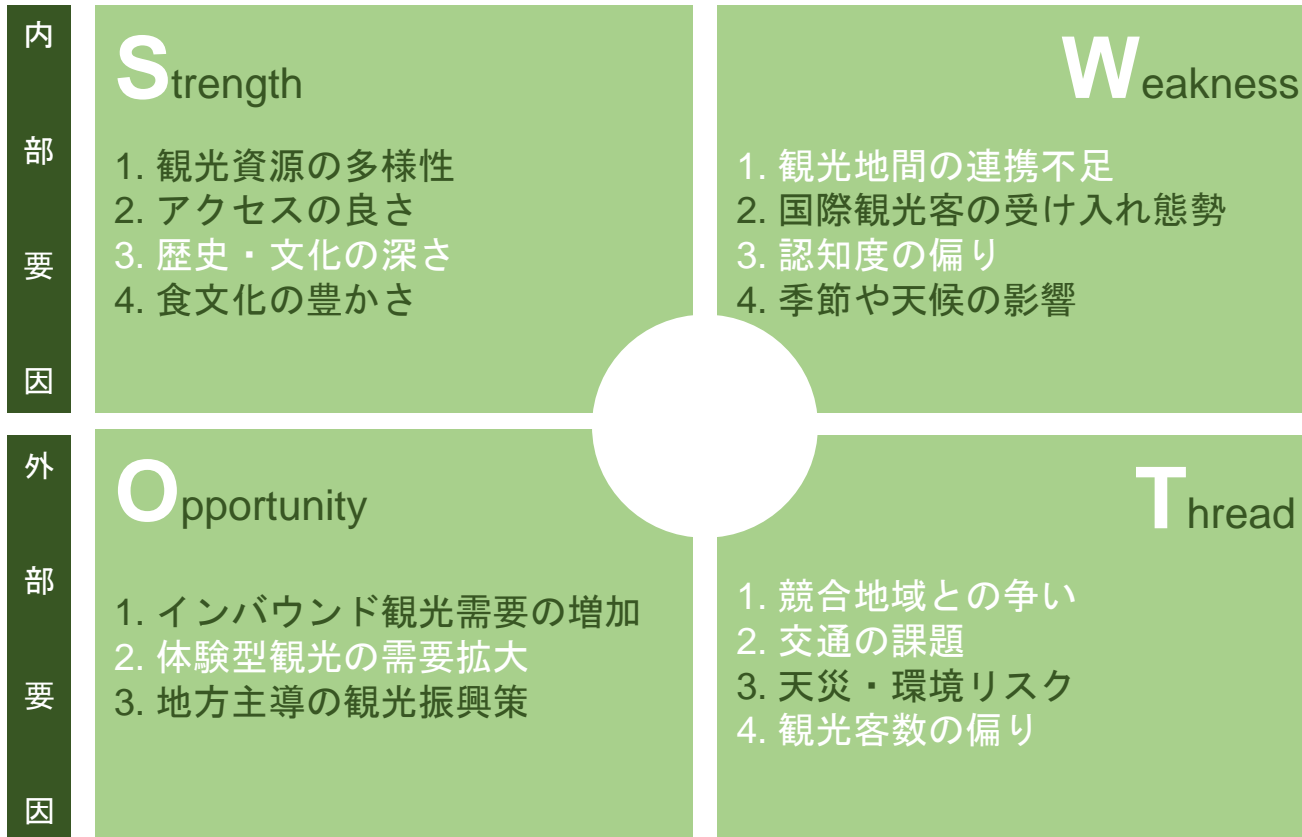 内部要因
Strength
1. 観光資源の多様性
2. アクセスの良さ
3. 歴史・文化の深さ
4. 食文化の豊かさ
Weakness
1. 観光地間の連携不足
2. 国際観光客の受け入れ態勢
3. 認知度の偏り
4. 季節や天候の影響
外部要因
Opportunity
1. インバウンド観光需要の増加
2. 体験型観光の需要拡大
3. 地方主導の観光振興策
Thread
1. 競合地域との争い
2. 交通の課題
3. 天災・環境リスク
4. 観光客数の偏り